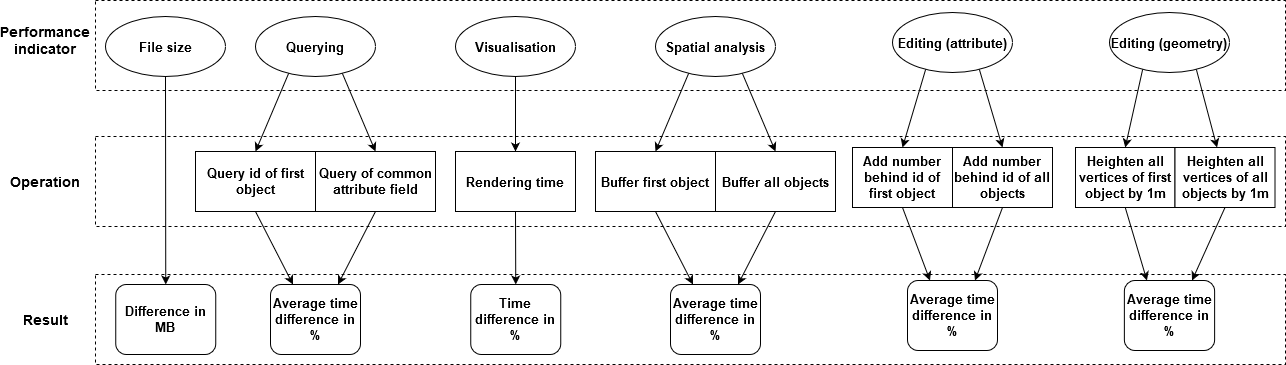 Performance
indicator
File size
Querying
Visualisation
Spatial analysis
Editing (attribute)
Editing (geometry)
Operation
Query id of first
object
Query of common
attribute field
Rendering time
Buffer first object
Buffer all objects
Add number
behind id of
first object
Add number
behind id of all
objects
Heighten all
vertices of first
object by 1m
Heighten all
vertices of all
objects by 1m
Result
Difference in
MB
Average time
difference in
%
Time
difference in
%
Average time
difference in
%
Average time
difference in
%
Average time
difference in
%